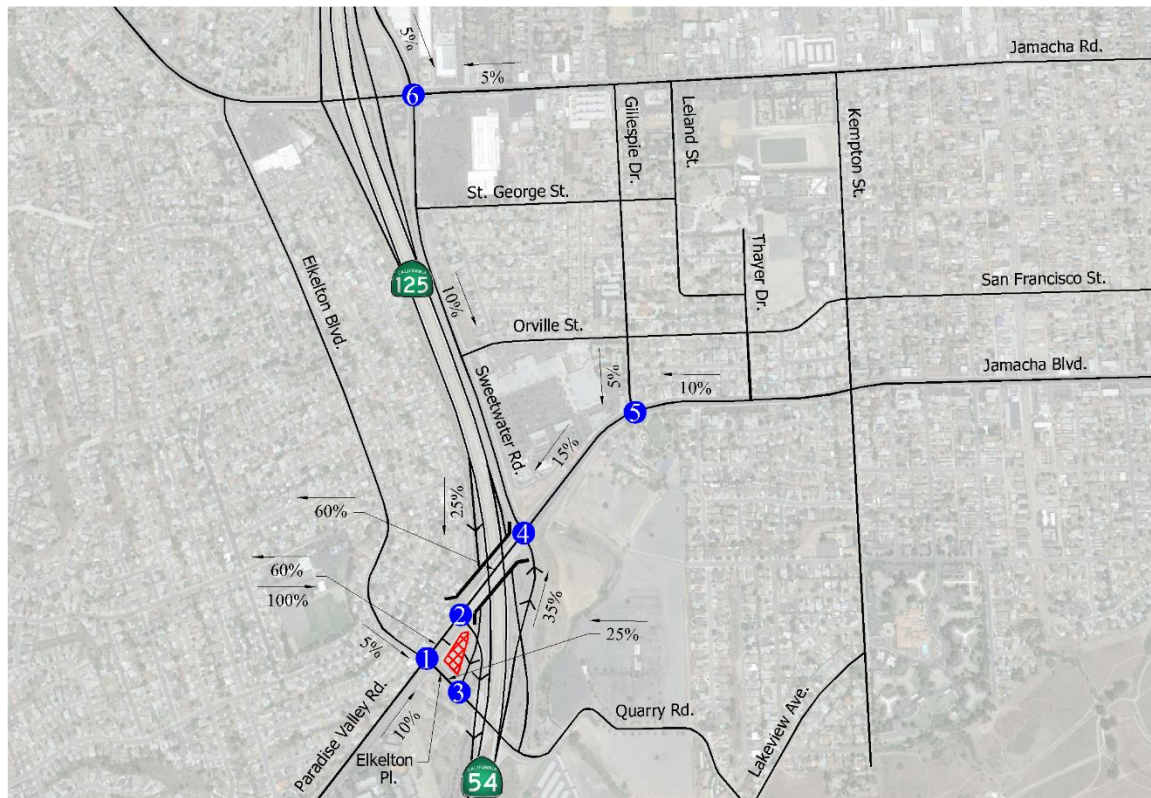 5%
5%
Jamacha Rd.
6
Gillespie Dr.
Leland St.
Kempton St.
St. George St.
Elkelton Blvd.
CALIFORNIA
125
10%
Thayer Dr.
San Francisco St.
Orville St.
Sweetwater Rd.
5%
10%
Jamacha Blvd.
5
15%
25%
60%
4
60%
100%
35%
2
25%
5%
1
3
10%
Paradise Valley Rd.
Elkelton
Pl.
CALIFORNIA
54
Quarry Rd.
Lakeview Ave.